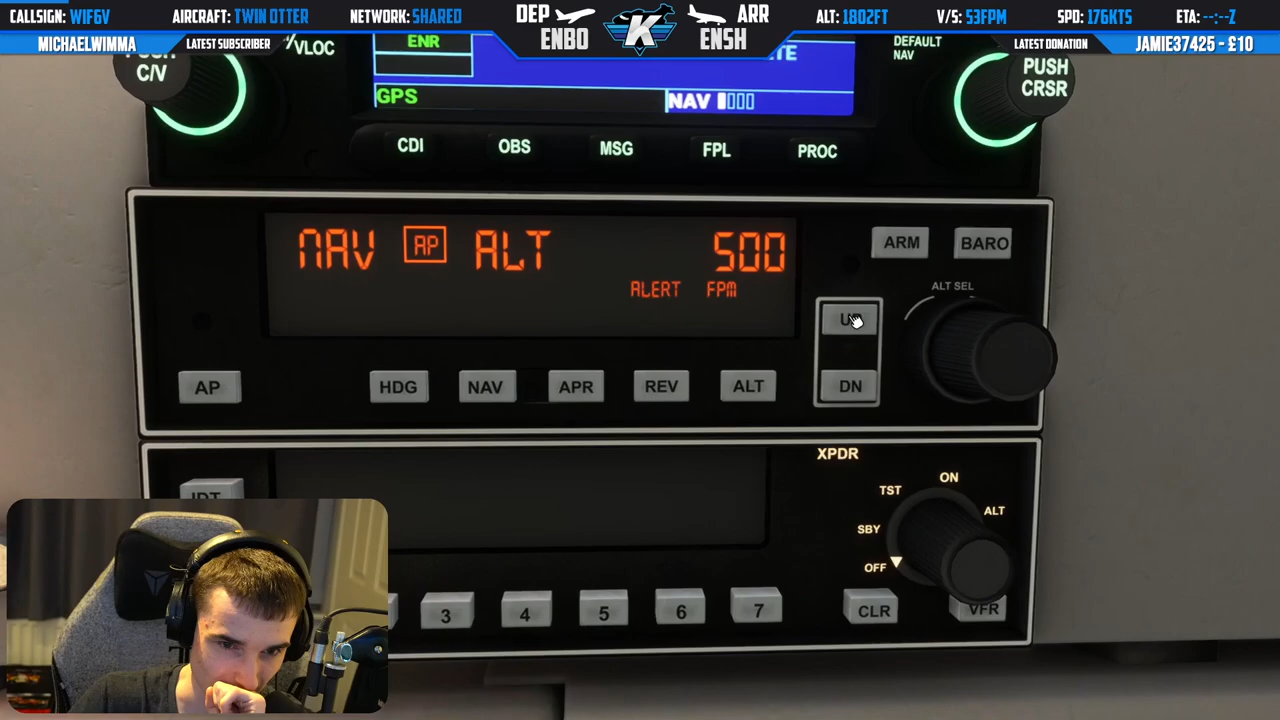 CALLSIGN: WIF6V
AIRCRAFT: TWIN OTTER
NETWORK: SHARED
DEP
ENBO
K
ARR
ENSH
ALT: 1802FT
V/S: 53FPM
SPD: 176KTS
ETA: --:--Z
MICHAELWIMMA
LATEST SUBSCRIBER
LATEST DONATION
JAMIE37425 - £10
C/V
/VLOC
ENR
GPS
NAV
DEFAULT
NAV
PUSH
CRSR
CDI
OBS
MSG
FPL
PROC
NAV AP ALT 500
ALERT FPM
ARM
BARO
ALT SEL
DN
AP
HDG
NAV
APR
REV
ALT
XPDR
IDT
OFF
SBY
TST
ON
ALT
3
4
5
6
7
CLR
VFR